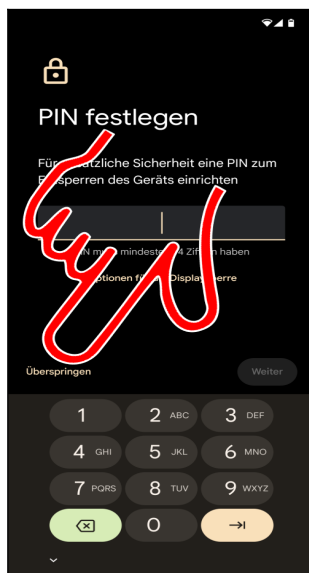 PIN festlegen
Für zusätzliche Sicherheit eine PIN zum
Entsperren des Geräts einrichten
mindestens 4 Ziffern haben
Überspringen
Weiter
1
2 ABC
3 DEF
4 GHI
5 JKL
6 MNO
7 PQRS
8 TUV
9 WXYZ
0